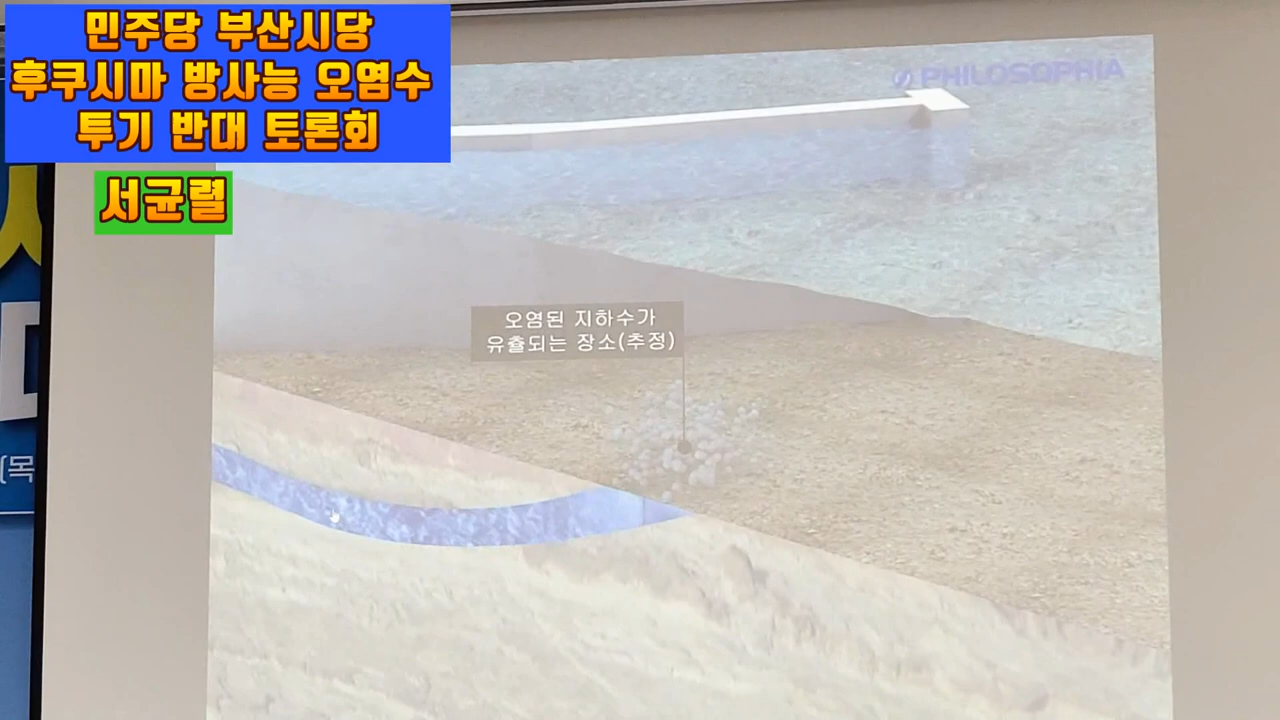 민주당 부산시당
후쿠시마 방사능 오염수
투기 반대 토론회
서균렬
PHILOSOPHIA
오염된 지하수가
유츌되는 장소(추정)
목)